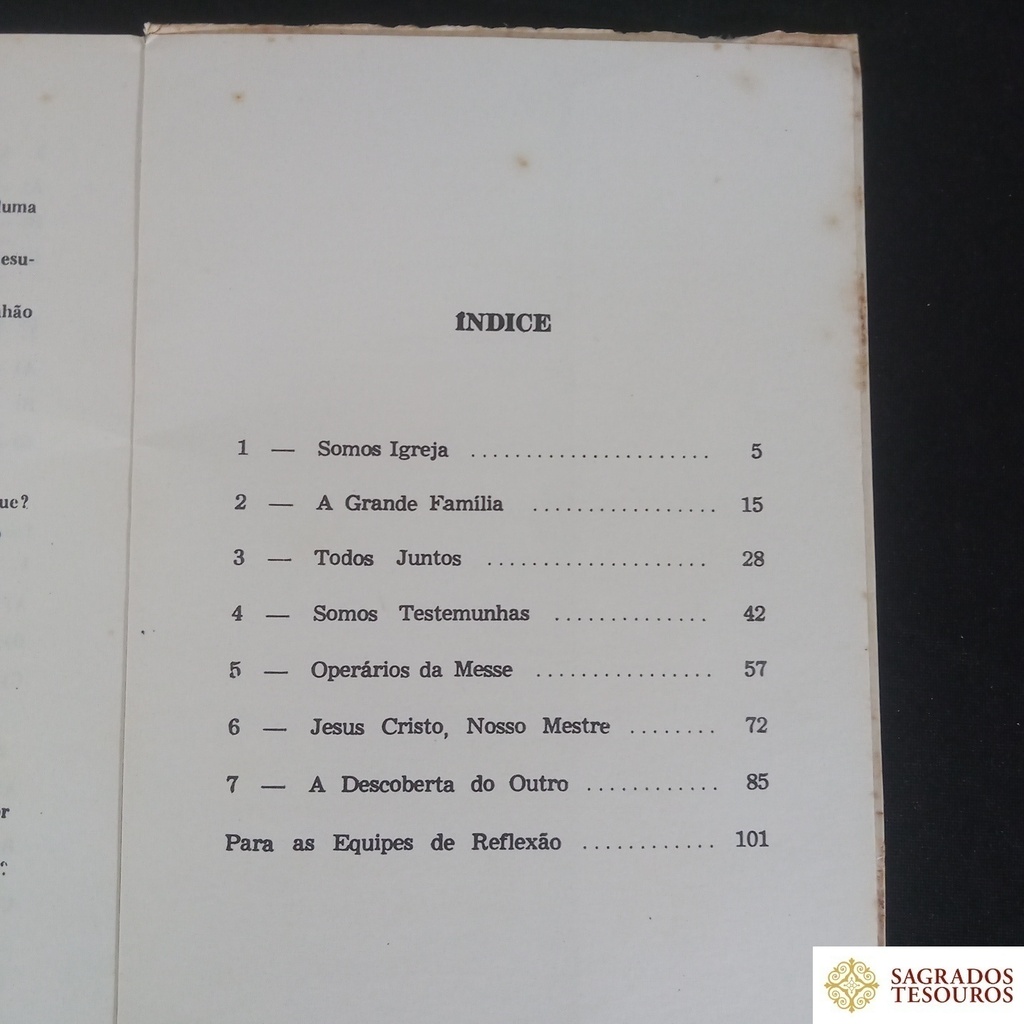 uma
esu-
hão
ue?
r
ÍNDICE
1 — Somos Igreja ...................... 5
2 — A Grande Família ................. 15
3 — Todos Juntos .................... 28
4 — Somos Testemunhas .............. 42
5 — Operários da Messe ................ 57
6 — Jesus Cristo, Nosso Mestre ........ 72
7 — A Descoberta do Outro ............ 85
Para as Equipes de Reflexão ............ 101
SAGRADOS
TESOUROS